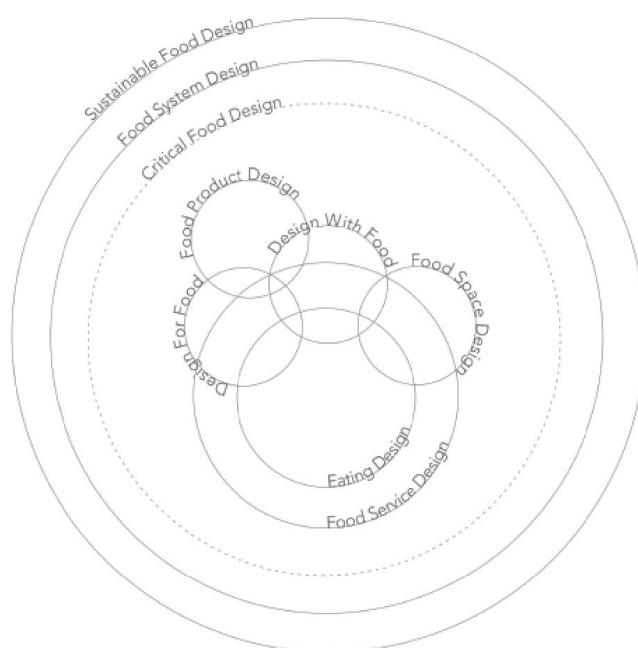 Sustainable Food Design
Food System Design
Critical Food Design
Food Product Design
Design With Food
Food Space Design
Design For Food
Eating Design
Food Service Design